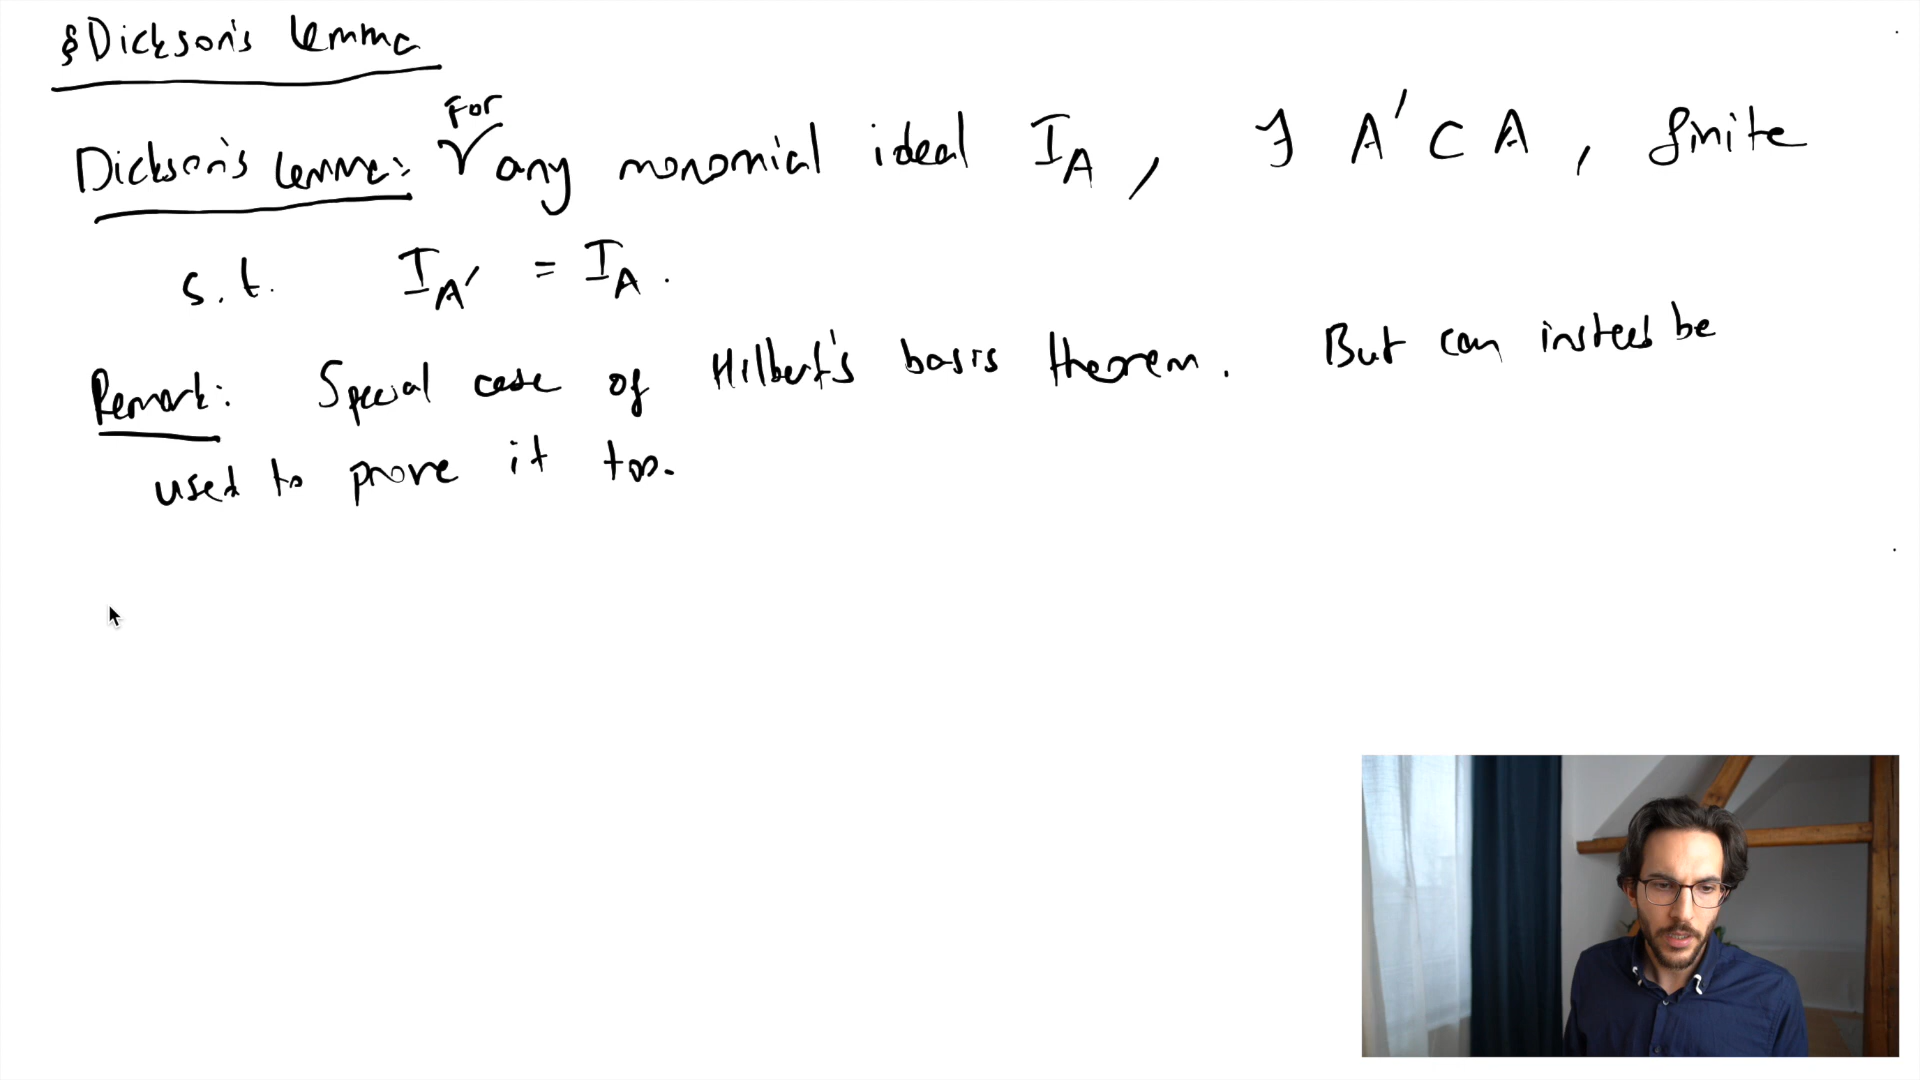 §Dickson's lemma
Dickson's lemma: For any monomial ideal I_A, ∃ A' ⊂ A, finite
s.t. I_A' = I_A.
Remark: Special case of Hilbert's basis theorem. But can instead be
used to prove it too.